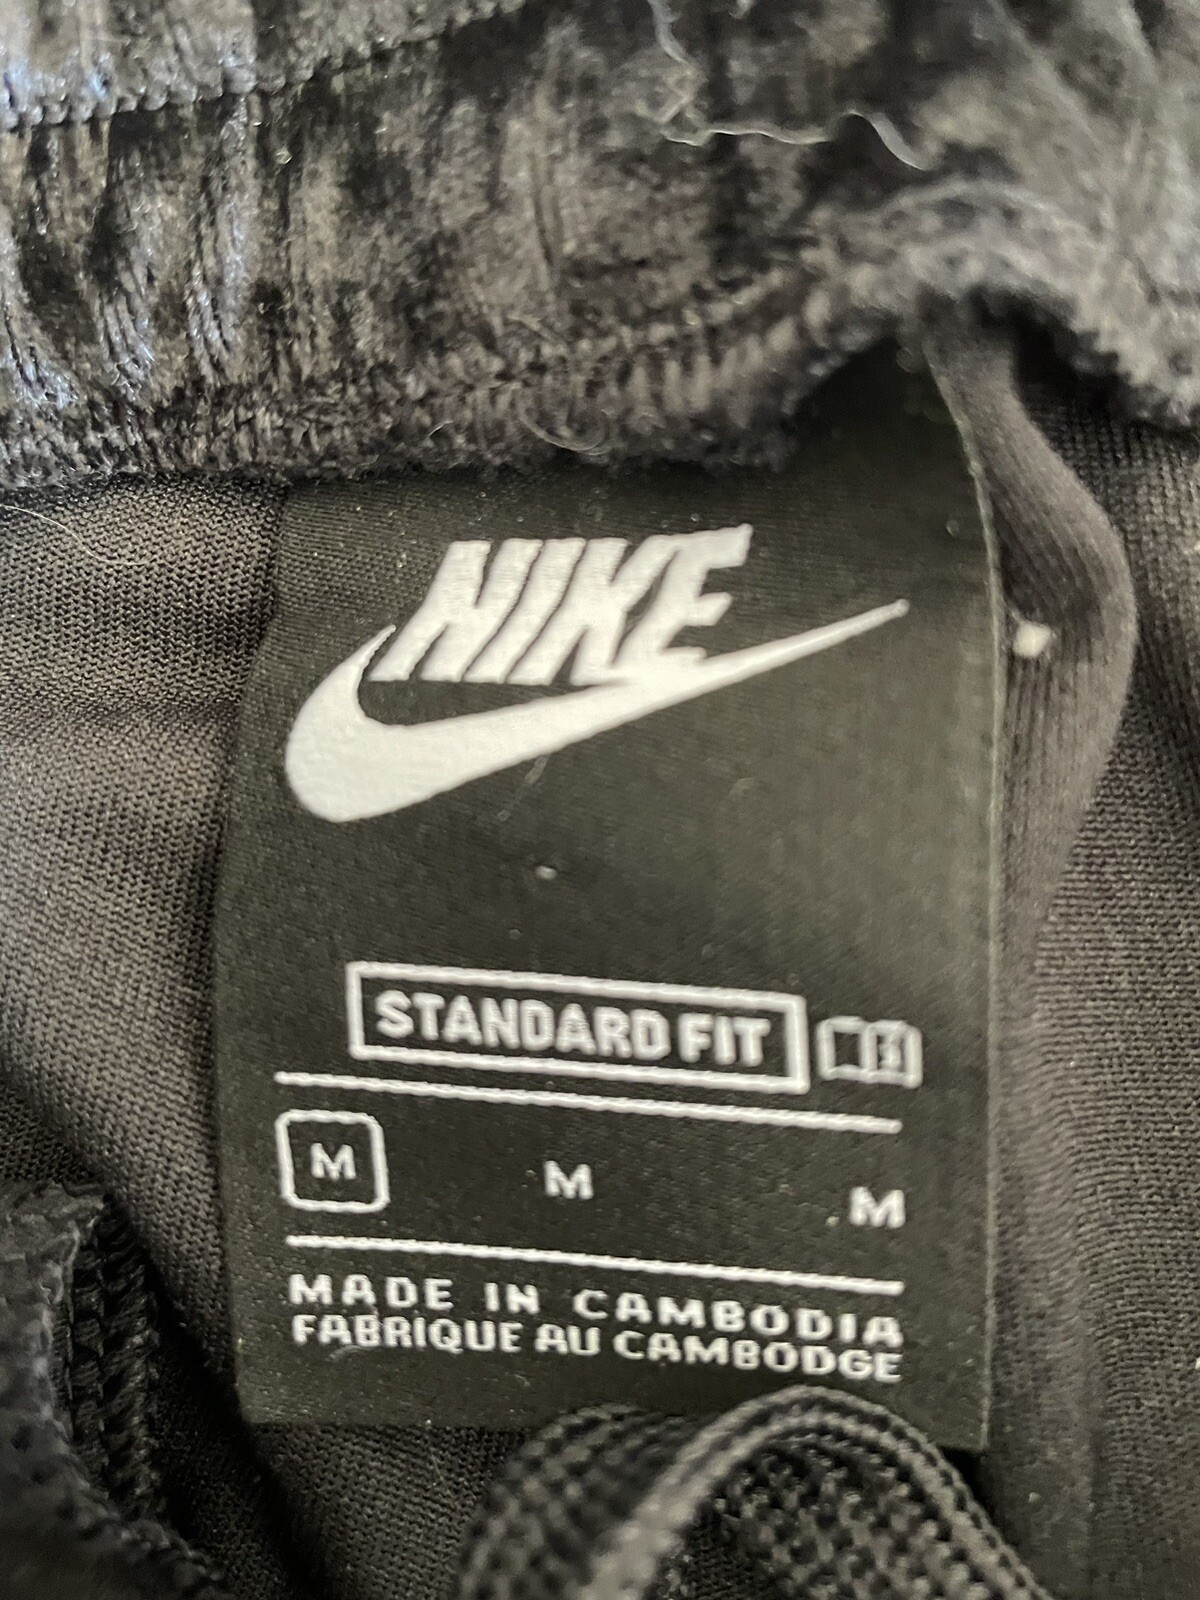 NIKE
STANDARD FIT
M M M
MADE IN CAMBODIA
FABRIQUE AU CAMBODGE